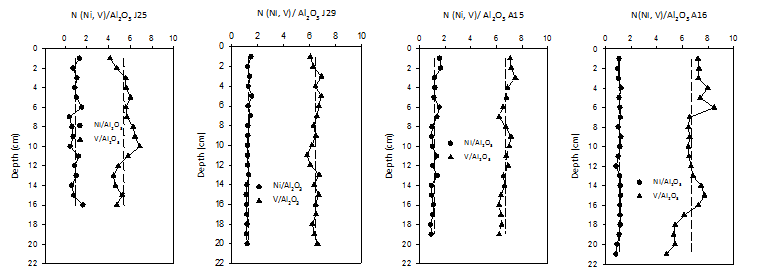 N (Ni, V)/Al₂O₃ J25
0 2 4 6 8 10
Depth (cm)
0
2
4
6
8
10
12
14
16
18
20
22
Ni/Al₂O₃
V/Al₂O₃
N (Ni, V)/ Al₂O₃ J29
0 2 4 6 8 10
Depth (cm)
0
2
4
6
8
10
12
14
16
18
20
22
Ni/Al₂O₃
V/Al₂O₃
N (Ni, V)/ Al₂O₃ A15
0 2 4 6 8 10
Depth (cm)
0
2
4
6
8
10
12
14
16
18
20
22
Ni/Al₂O₃
V/Al₂O₃
N(Ni, V)/Al₂O₃ A16
0 2 4 6 8 10
Depth (cm)
0
2
4
6
8
10
12
14
16
18
20
22
Ni/Al₂O₃
V/Al₂O₃